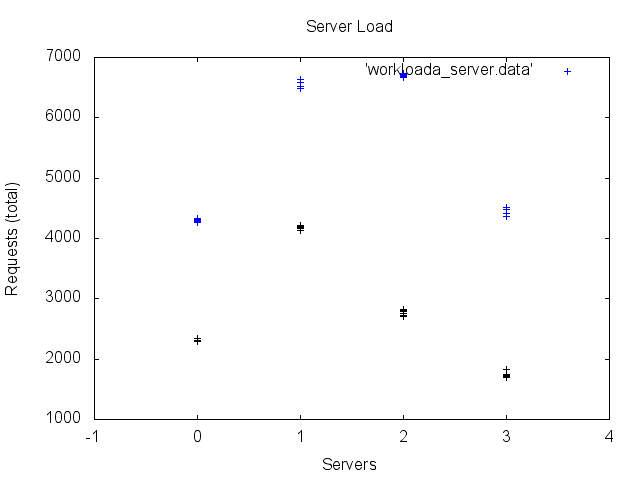 Server Load
7000
'workloada_server.data'
6000
5000
4000
3000
2000
1000
Requests (total)
-1 0 1 2 3 4
Servers